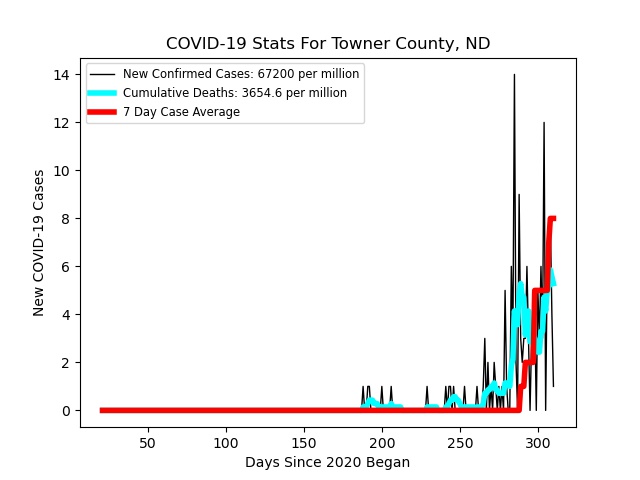 COVID-19 Stats For Towner County, ND
New Confirmed Cases: 67200 per million
Cumulative Deaths: 3654.6 per million
7 Day Case Average
New COVID-19 Cases
14
12
10
8
6
4
2
0
50 100 150 200 250 300
Days Since 2020 Began